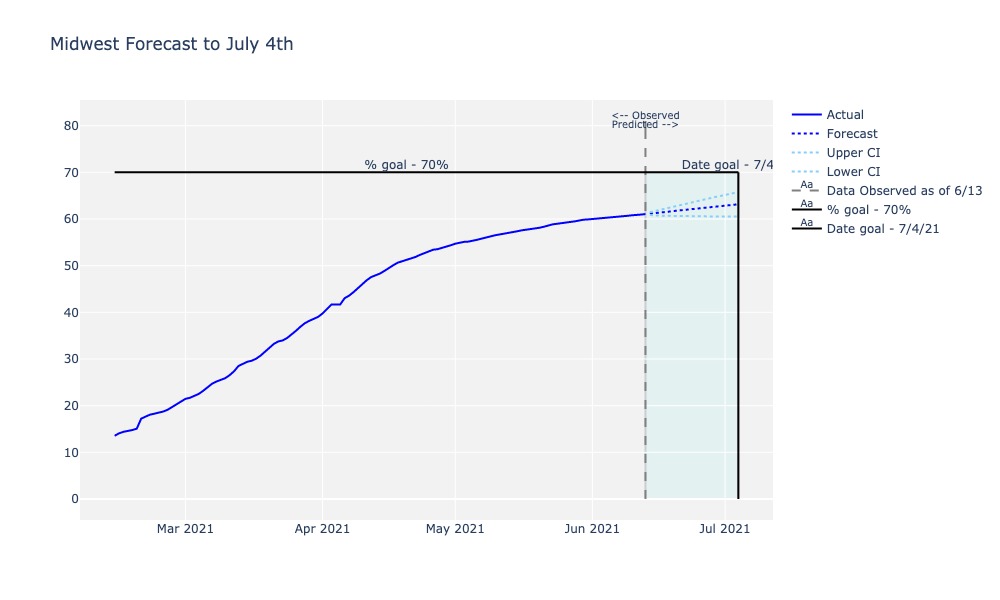 Midwest Forecast to July 4th
<-- Observed
Predicted -->
80
70
60
50
40
30
20
10
0
% goal - 70%
Date goal - 7/4
Mar 2021
Apr 2021
May 2021
Jun 2021
Jul 2021
Actual
Forecast
Upper CI
Lower CI
Aa
Data Observed as of 6/13
Aa
% goal - 70%
Aa
Date goal - 7/4/21